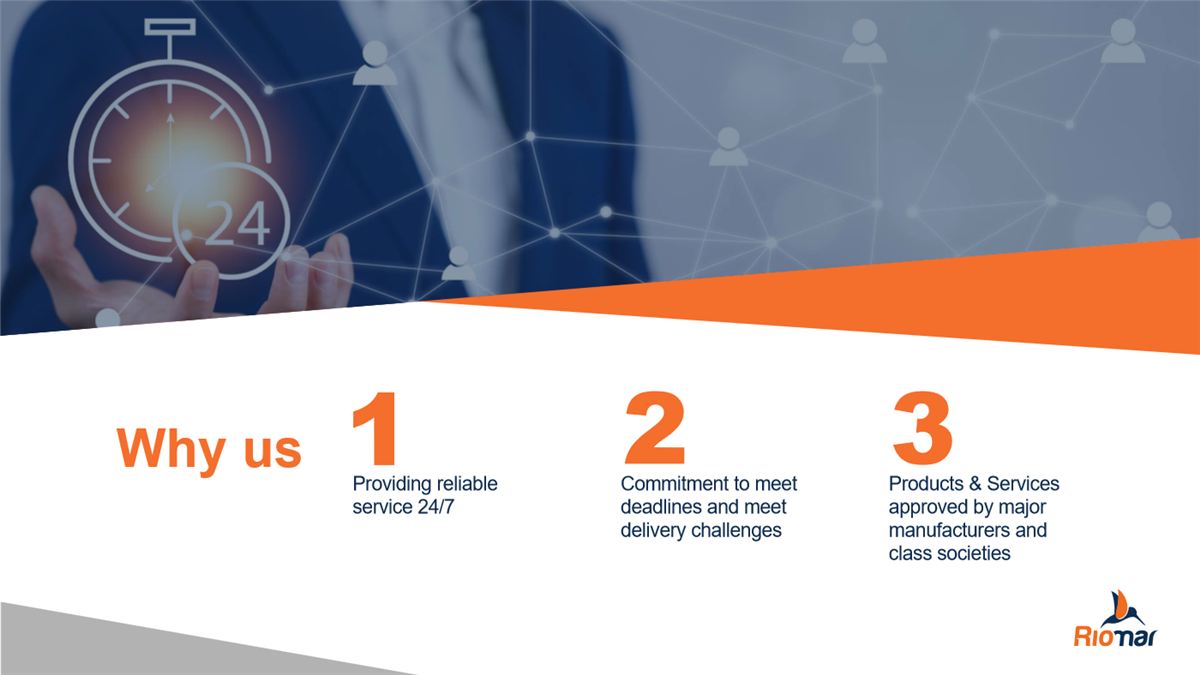 24
Why us
1
Providing reliable
service 24/7
2
Commitment to meet
deadlines and meet
delivery challenges
3
Products & Services
approved by major
manufacturers and
class societies
Riomar